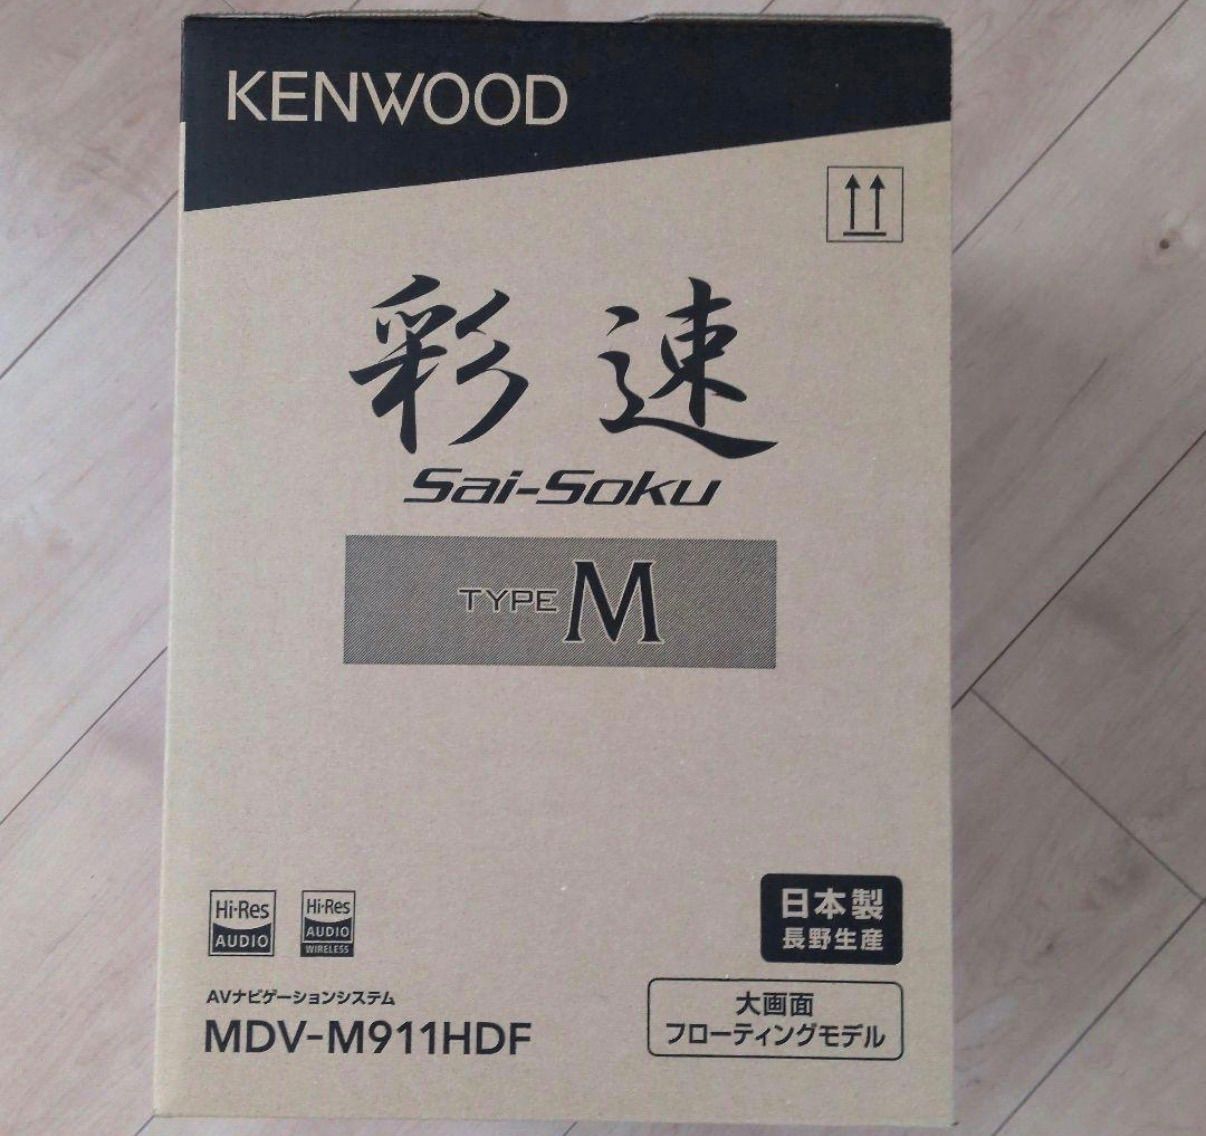 KENWOOD
彩速
Sai-Soku
TYPE M
Hi-Res
AUDIO
Hi-Res
AUDIO
WIRELESS
日本製
長野生産
AVナビゲーションシステム
MDV-M911HDF
大画面
フローティングモデル